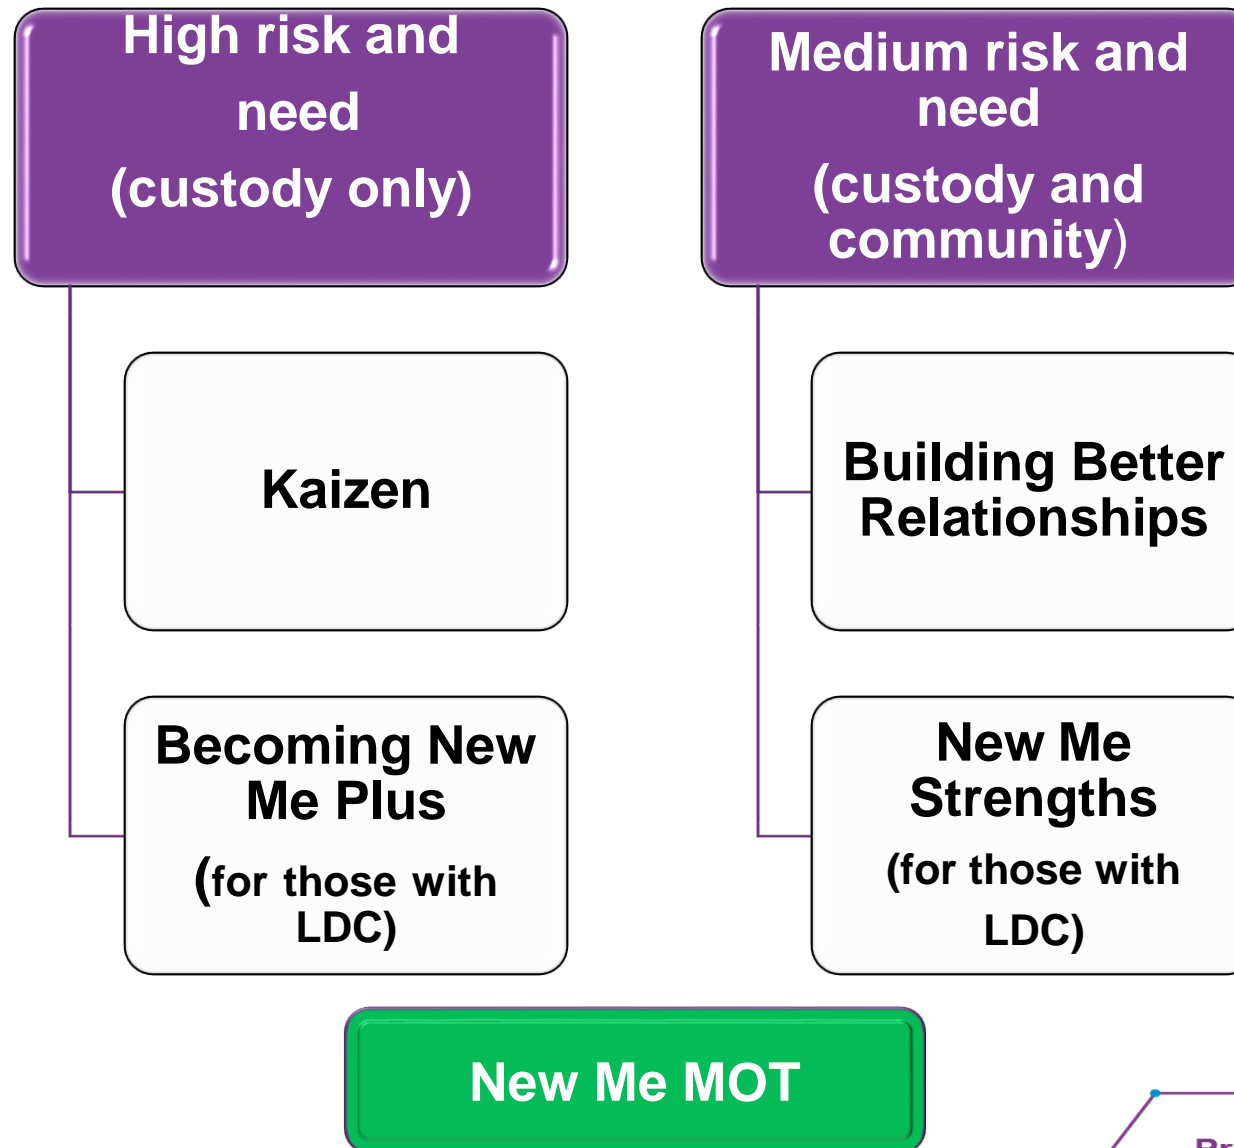 High risk and
need
(custody only)
Medium risk and
need
(custody and
community)
Kaizen
Building Better
Relationships
Becoming New
Me Plus
(for those with
LDC)
New Me
Strengths
(for those with
LDC)
New Me MOT